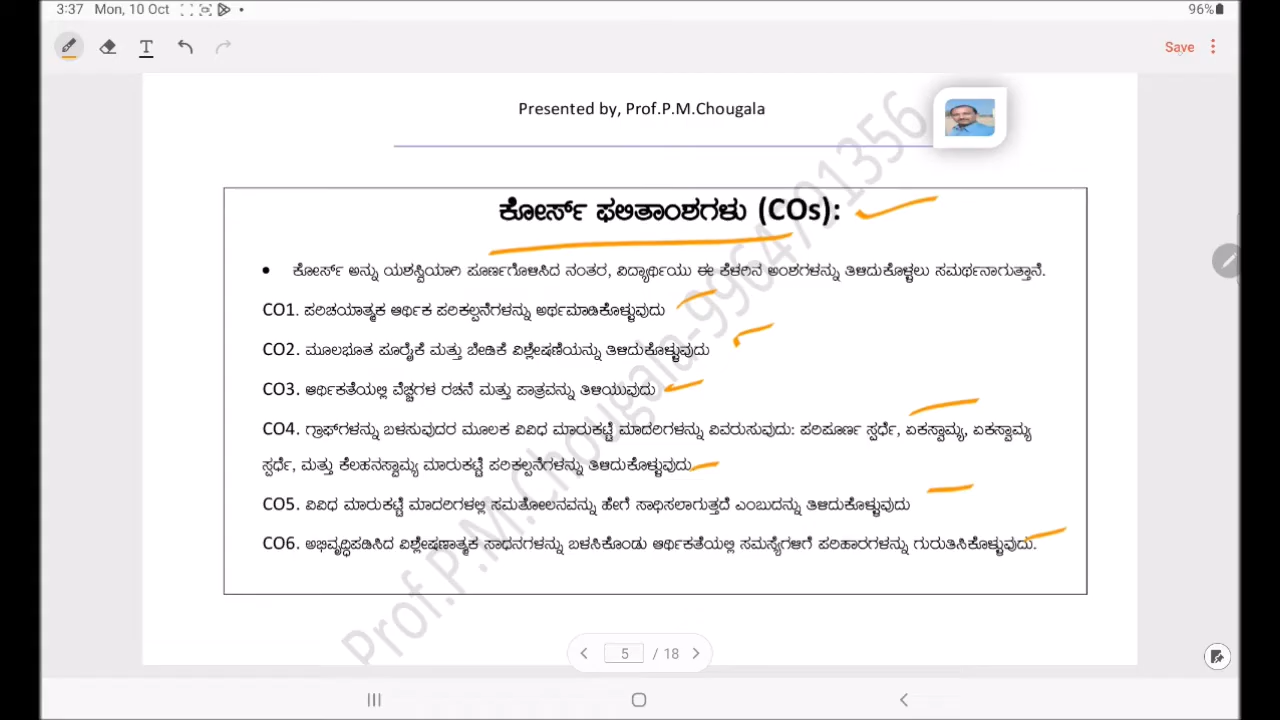 3:37 Mon, 10 Oct
96%
T
Save
Presented by, Prof.P.M.Chougala
ಕೋರ್ಸ್ ಫಲಿತಾಂಶಗಳು (COs):
• ಕೋರ್ಸ್ ಅನ್ನು ಯಶಸ್ವಿಯಾಗಿ ಪೂರ್ಣಗೊಳಿಸಿದ ನಂತರ, ವಿದ್ಯಾರ್ಥಿಯು ಈ ಕೆಳಗಿನ ಅಂಶಗಳನ್ನು ತಿಳಿದುಕೊಳ್ಳಲು ಸಮರ್ಥನಾಗುತ್ತಾನೆ.
CO1. ಪರಿಚಯಾತ್ಮಕ ಆರ್ಥಿಕ ಪರಿಕಲ್ಪನೆಗಳನ್ನು ಅರ್ಥಮಾಡಿಕೊಳ್ಳುವುದು
CO2. ಮೂಲಭೂತ ಪೂರೈಕೆ ಮತ್ತು ಬೇಡಿಕೆ ವಿಶ್ಲೇಷಣೆಯನ್ನು ತಿಳಿದುಕೊಳ್ಳುವುದು
CO3. ಆರ್ಥಿಕತೆಯಲ್ಲಿ ವೆಚ್ಚಗಳ ರಚನೆ ಮತ್ತು ಪಾತ್ರವನ್ನು ತಿಳಿಯುವುದು
CO4. ಗ್ರಾಫ್‌ಗಳನ್ನು ಬಳಸುವುದರ ಮೂಲಕ ವಿವಿಧ ಮಾರುಕಟ್ಟೆ ಮಾದರಿಗಳನ್ನು ವಿವರುಸುವುದು: ಪರಿಪೂರ್ಣ ಸ್ಪರ್ಧೆ, ಏಕಸ್ವಾಮ್ಯ, ಏಕಸ್ವಾಮ್ಯ
ಸ್ಪರ್ಧೆ, ಮತ್ತು ಕೆಲಹನಸ್ವಾಮ್ಯ ಮಾರುಕಟ್ಟೆ ಪರಿಕಲ್ಪನೆಗಳನ್ನು ತಿಳಿದುಕೊಳ್ಳುವುದು
CO5. ವಿವಿಧ ಮಾರುಕಟ್ಟೆ ಮಾದರಿಗಳಲ್ಲಿ ಸಮತೋಲನವನ್ನು ಹೇಗೆ ಸಾಧಿಸಲಾಗುತ್ತದೆ ಎಂಬುದನ್ನು ತಿಳಿದುಕೊಳ್ಳುವುದು
CO6. ಅಭಿವೃದ್ಧಿಪಡಿಸಿದ ವಿಶ್ಲೇಷಣಾತ್ಮಕ ಸಾಧನಗಳನ್ನು ಬಳಸಿಕೊಂಡು ಆರ್ಥಿಕತೆಯಲ್ಲಿ ಸಮಸ್ಯೆಗಳಿಗೆ ಪರಿಹಾರಗಳನ್ನು ಗುರುತಿಸಿಕೊಳ್ಳುವುದು.
Prof.P.M.Chougala-9964701356
5 / 18